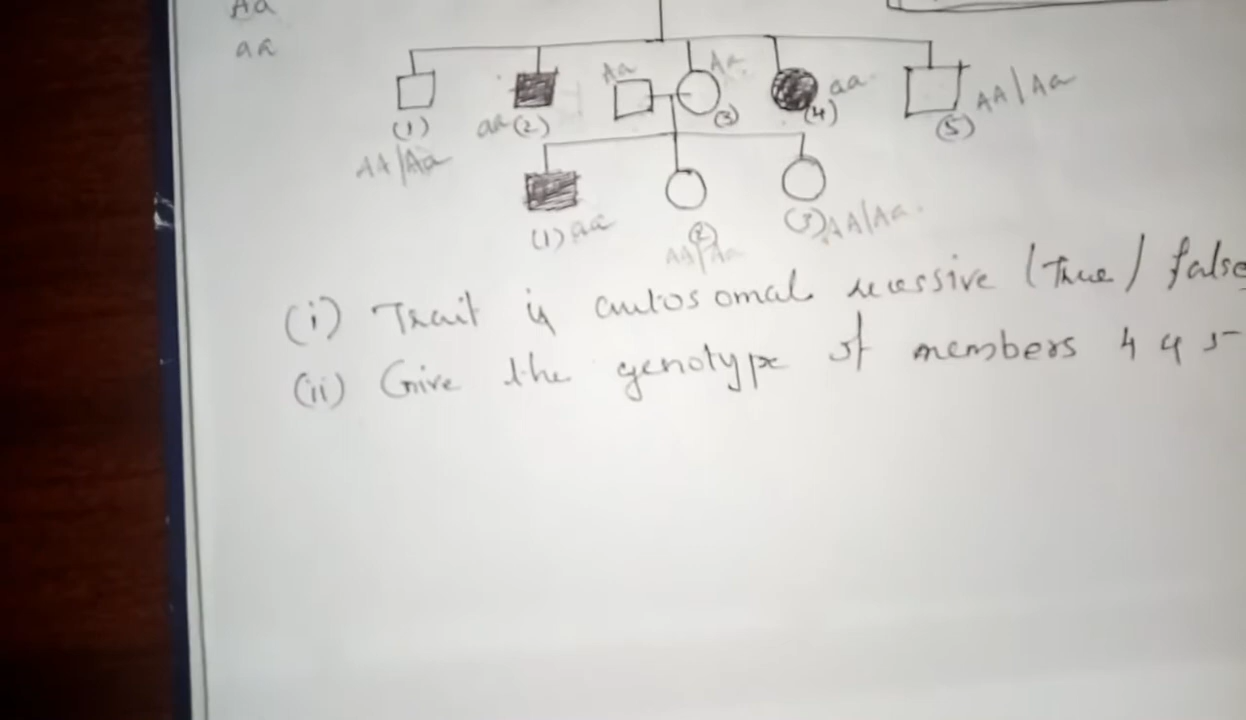 Aa
aa
Aa Aa
aa (2) (3) aa (4) AA/Aa (5)
(1)
AA/Aa
(1) aa (2) (3) AA/Aa
AA/Aa
(i) Trait is autosomal recessive (True) false
(ii) Give the genotype of members 4 & 5